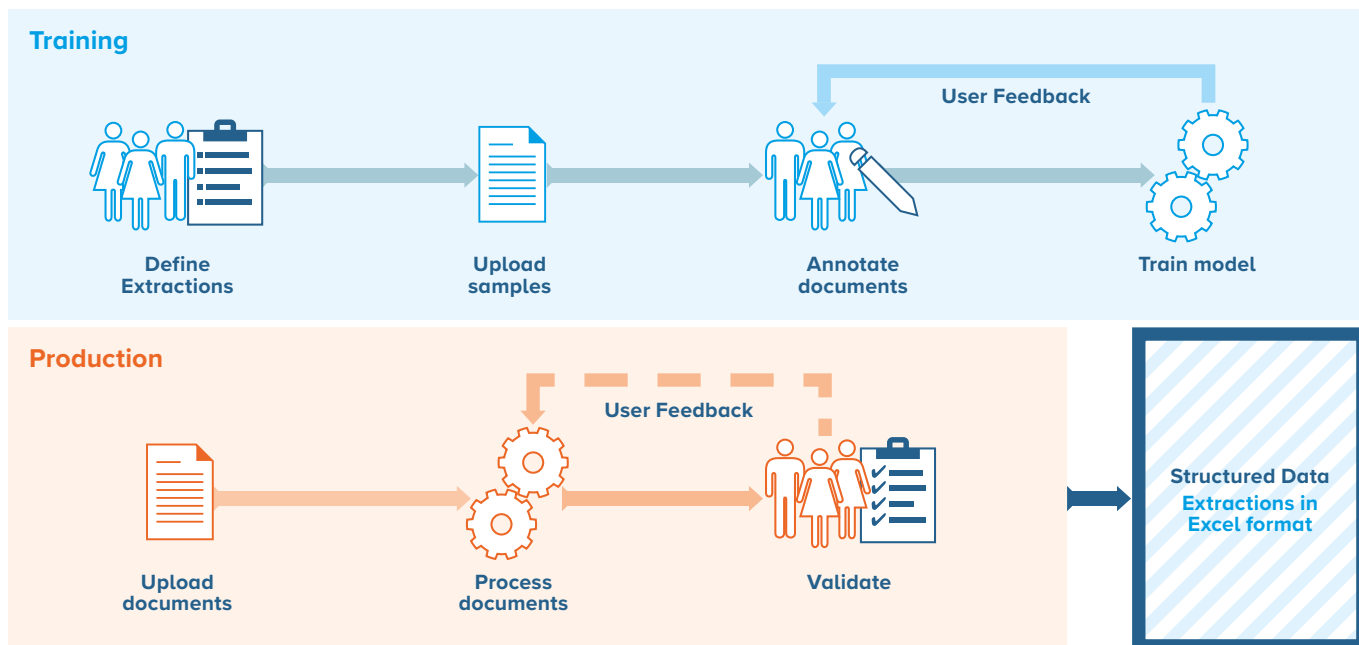 Training
User Feedback
Define
Extractions
Upload
samples
Annotate
documents
Train model
Production
User Feedback
Upload
documents
Process
documents
Validate
Structured Data
Extractions in
Excel format